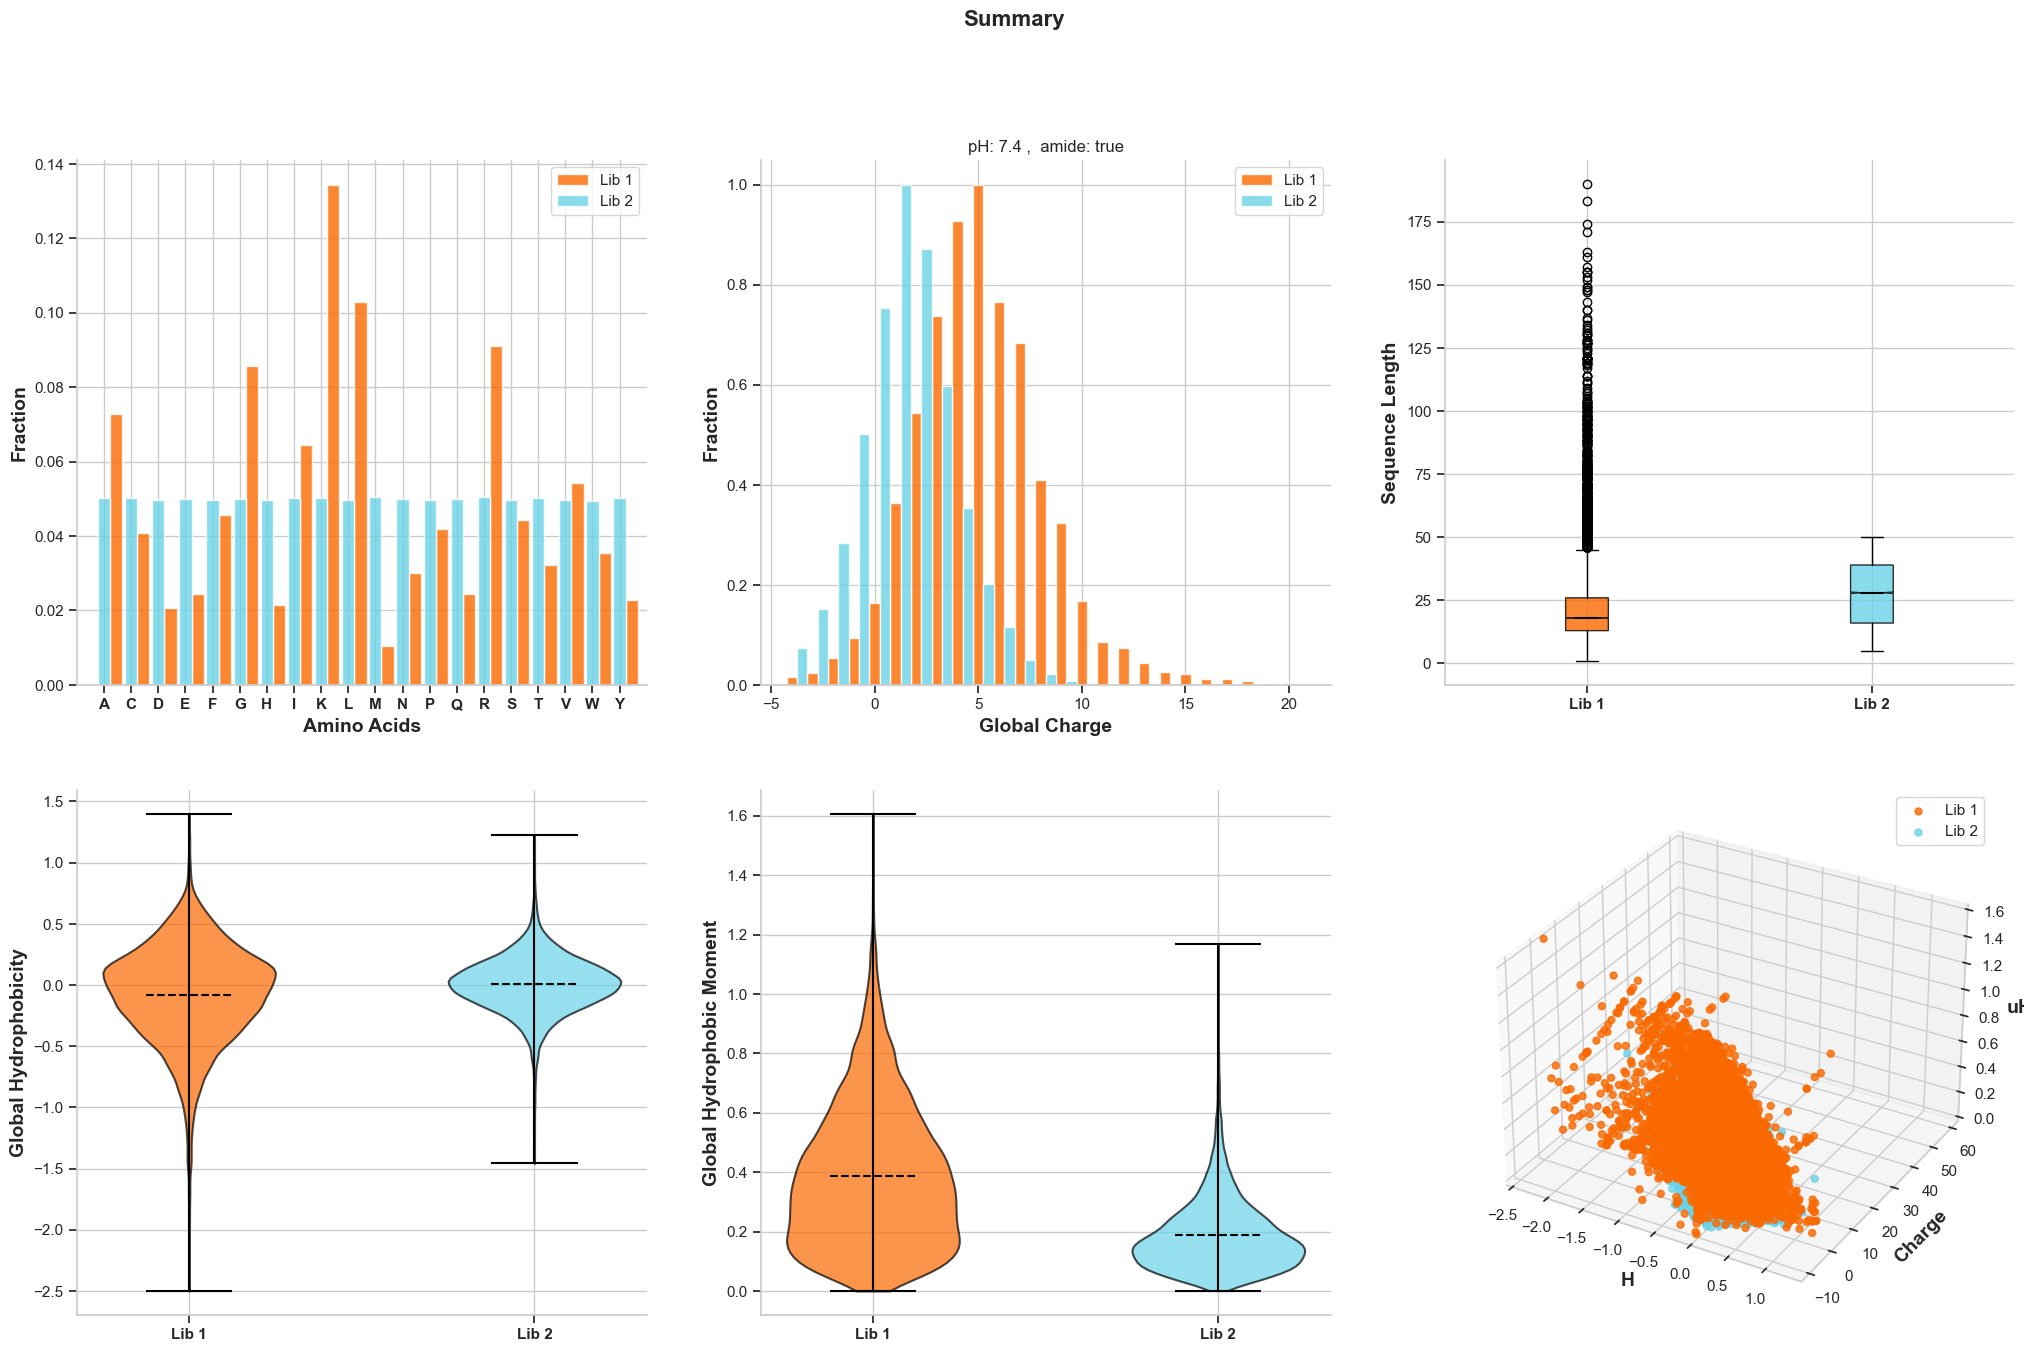 Summary
0.14
0.12
0.10
0.08
0.06
0.04
0.02
0.00
Fraction
A C D E F G H I K L M N P Q R S T V W Y
Amino Acids
Lib 1
Lib 2
pH: 7.4 , amide: true
1.0
0.8
0.6
0.4
0.2
0.0
Fraction
−5 0 5 10 15 20
Global Charge
Lib 1
Lib 2
175
150
125
100
75
50
25
0
Sequence Length
Lib 1 Lib 2
1.5
1.0
0.5
0.0
−0.5
−1.0
−1.5
−2.0
−2.5
Global Hydrophobicity
Lib 1 Lib 2
1.6
1.4
1.2
1.0
0.8
0.6
0.4
0.2
0.0
Global Hydrophobic Moment
Lib 1 Lib 2
Lib 1
Lib 2
1.6
1.4
1.2
1.0
0.8
0.6
0.4
0.2
0.0
uH
60
50
40
30
20
10
0
−10
Charge
−2.5 −2.0 −1.5 −1.0 −0.5 0.0 0.5 1.0
H